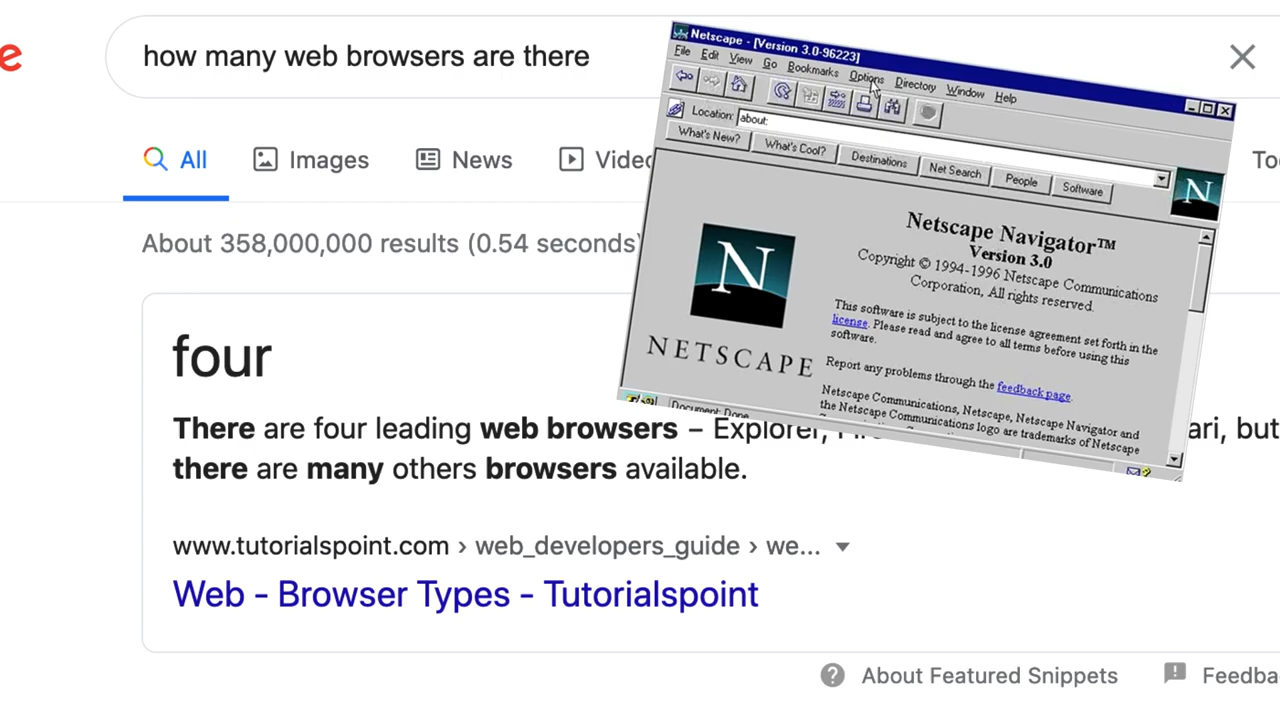 e
how many web browsers are there
All
Images
News
About 358,000,000 results (0.54 seconds)
four
There are four leading web browsers – Explorer,
ari, but
there are many others browsers available.
www.tutorialspoint.com › web_developers_guide › we...
Web - Browser Types - Tutorialspoint
About Featured Snippets
Feedba
Netscape - [Version 3.0-96223]
File Edit View Go Bookmarks Options Directory Window Help
Location: about:
What's New? What's Cool? Destinations Net Search People Software
N
N
NETSCAPE
Netscape Navigator™
Version 3.0
Copyright © 1994-1996 Netscape Communications
Corporation, All rights reserved.
This software is subject to the license agreement set forth in the
license. Please read and agree to all terms before using this
software.
Report any problems through the feedback page.
Netscape Communications, Netscape, Netscape Navigator and
the Netscape Communications logo are trademarks of Netscape
Document: Done